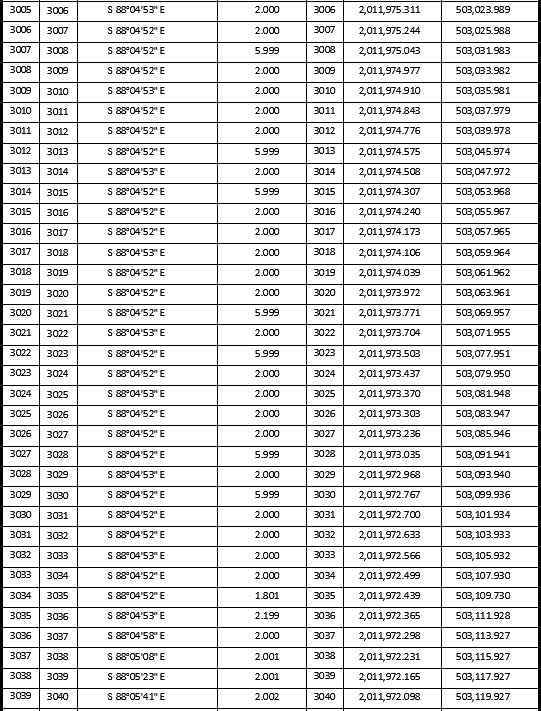 3005 3006 S 88°04'53" E 2.000 3006 2,011,975.311 503,023.989
3006 3007 S 88°04'52" E 2.000 3007 2,011,975.244 503,025.988
3007 3008 S 88°04'52" E 5.999 3008 2,011,975.043 503,031.983
3008 3009 S 88°04'52" E 2.000 3009 2,011,974.977 503,033.982
3009 3010 S 88°04'53" E 2.000 3010 2,011,974.910 503,035.981
3010 3011 S 88°04'52" E 2.000 3011 2,011,974.843 503,037.979
3011 3012 S 88°04'52" E 2.000 3012 2,011,974.776 503,039.978
3012 3013 S 88°04'52" E 5.999 3013 2,011,974.575 503,045.974
3013 3014 S 88°04'53" E 2.000 3014 2,011,974.508 503,047.972
3014 3015 S 88°04'52" E 5.999 3015 2,011,974.307 503,053.968
3015 3016 S 88°04'52" E 2.000 3016 2,011,974.240 503,055.967
3016 3017 S 88°04'52" E 2.000 3017 2,011,974.173 503,057.965
3017 3018 S 88°04'53" E 2.000 3018 2,011,974.106 503,059.964
3018 3019 S 88°04'52" E 2.000 3019 2,011,974.039 503,061.962
3019 3020 S 88°04'52" E 2.000 3020 2,011,973.972 503,063.961
3020 3021 S 88°04'52" E 5.999 3021 2,011,973.771 503,069.957
3021 3022 S 88°04'53" E 2.000 3022 2,011,973.704 503,071.955
3022 3023 S 88°04'52" E 5.999 3023 2,011,973.503 503,077.951
3023 3024 S 88°04'52" E 2.000 3024 2,011,973.437 503,079.950
3024 3025 S 88°04'53" E 2.000 3025 2,011,973.370 503,081.948
3025 3026 S 88°04'52" E 2.000 3026 2,011,973.303 503,083.947
3026 3027 S 88°04'52" E 2.000 3027 2,011,973.236 503,085.946
3027 3028 S 88°04'52" E 5.999 3028 2,011,973.035 503,091.941
3028 3029 S 88°04'53" E 2.000 3029 2,011,972.968 503,093.940
3029 3030 S 88°04'52" E 5.999 3030 2,011,972.767 503,099.936
3030 3031 S 88°04'52" E 2.000 3031 2,011,972.700 503,101.934
3031 3032 S 88°04'52" E 2.000 3032 2,011,972.633 503,103.933
3032 3033 S 88°04'53" E 2.000 3033 2,011,972.566 503,105.932
3033 3034 S 88°04'52" E 2.000 3034 2,011,972.499 503,107.930
3034 3035 S 88°04'52" E 1.801 3035 2,011,972.439 503,109.730
3035 3036 S 88°04'53" E 2.199 3036 2,011,972.365 503,111.928
3036 3037 S 88°04'58" E 2.000 3037 2,011,972.298 503,113.927
3037 3038 S 88°05'08" E 2.001 3038 2,011,972.231 503,115.927
3038 3039 S 88°05'23" E 2.001 3039 2,011,972.165 503,117.927
3039 3040 S 88°05'41" E 2.002 3040 2,011,972.098 503,119.927